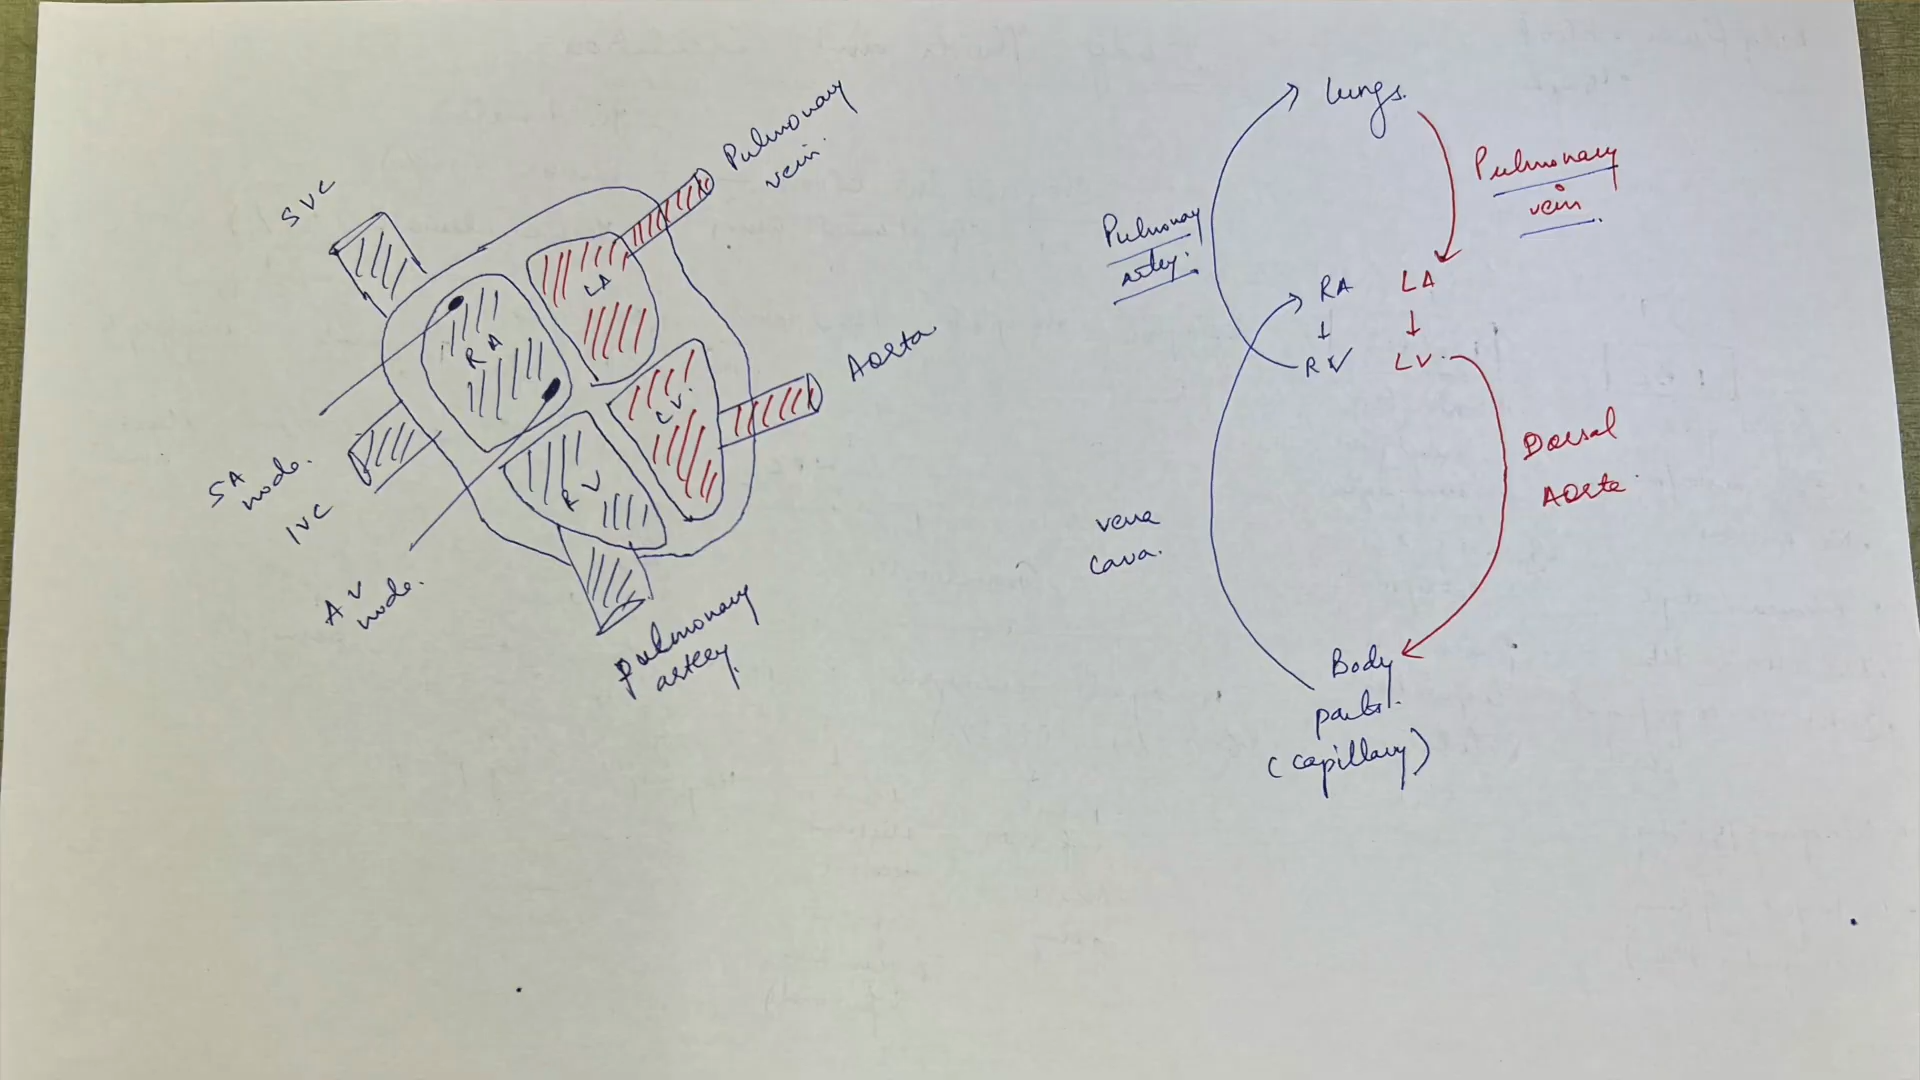 SVC
Pulmonary
vein.
LA
RA
Aorta
LV.
SA
node.
IVC
RV
AV
node.
pulmonary
artery.
Lungs.
Pulmonary
vein
Pulmonary
artery.
RA LA
RV LV.
Dorsal
Aorta.
vena
cava.
Body
parts.
(capillary)